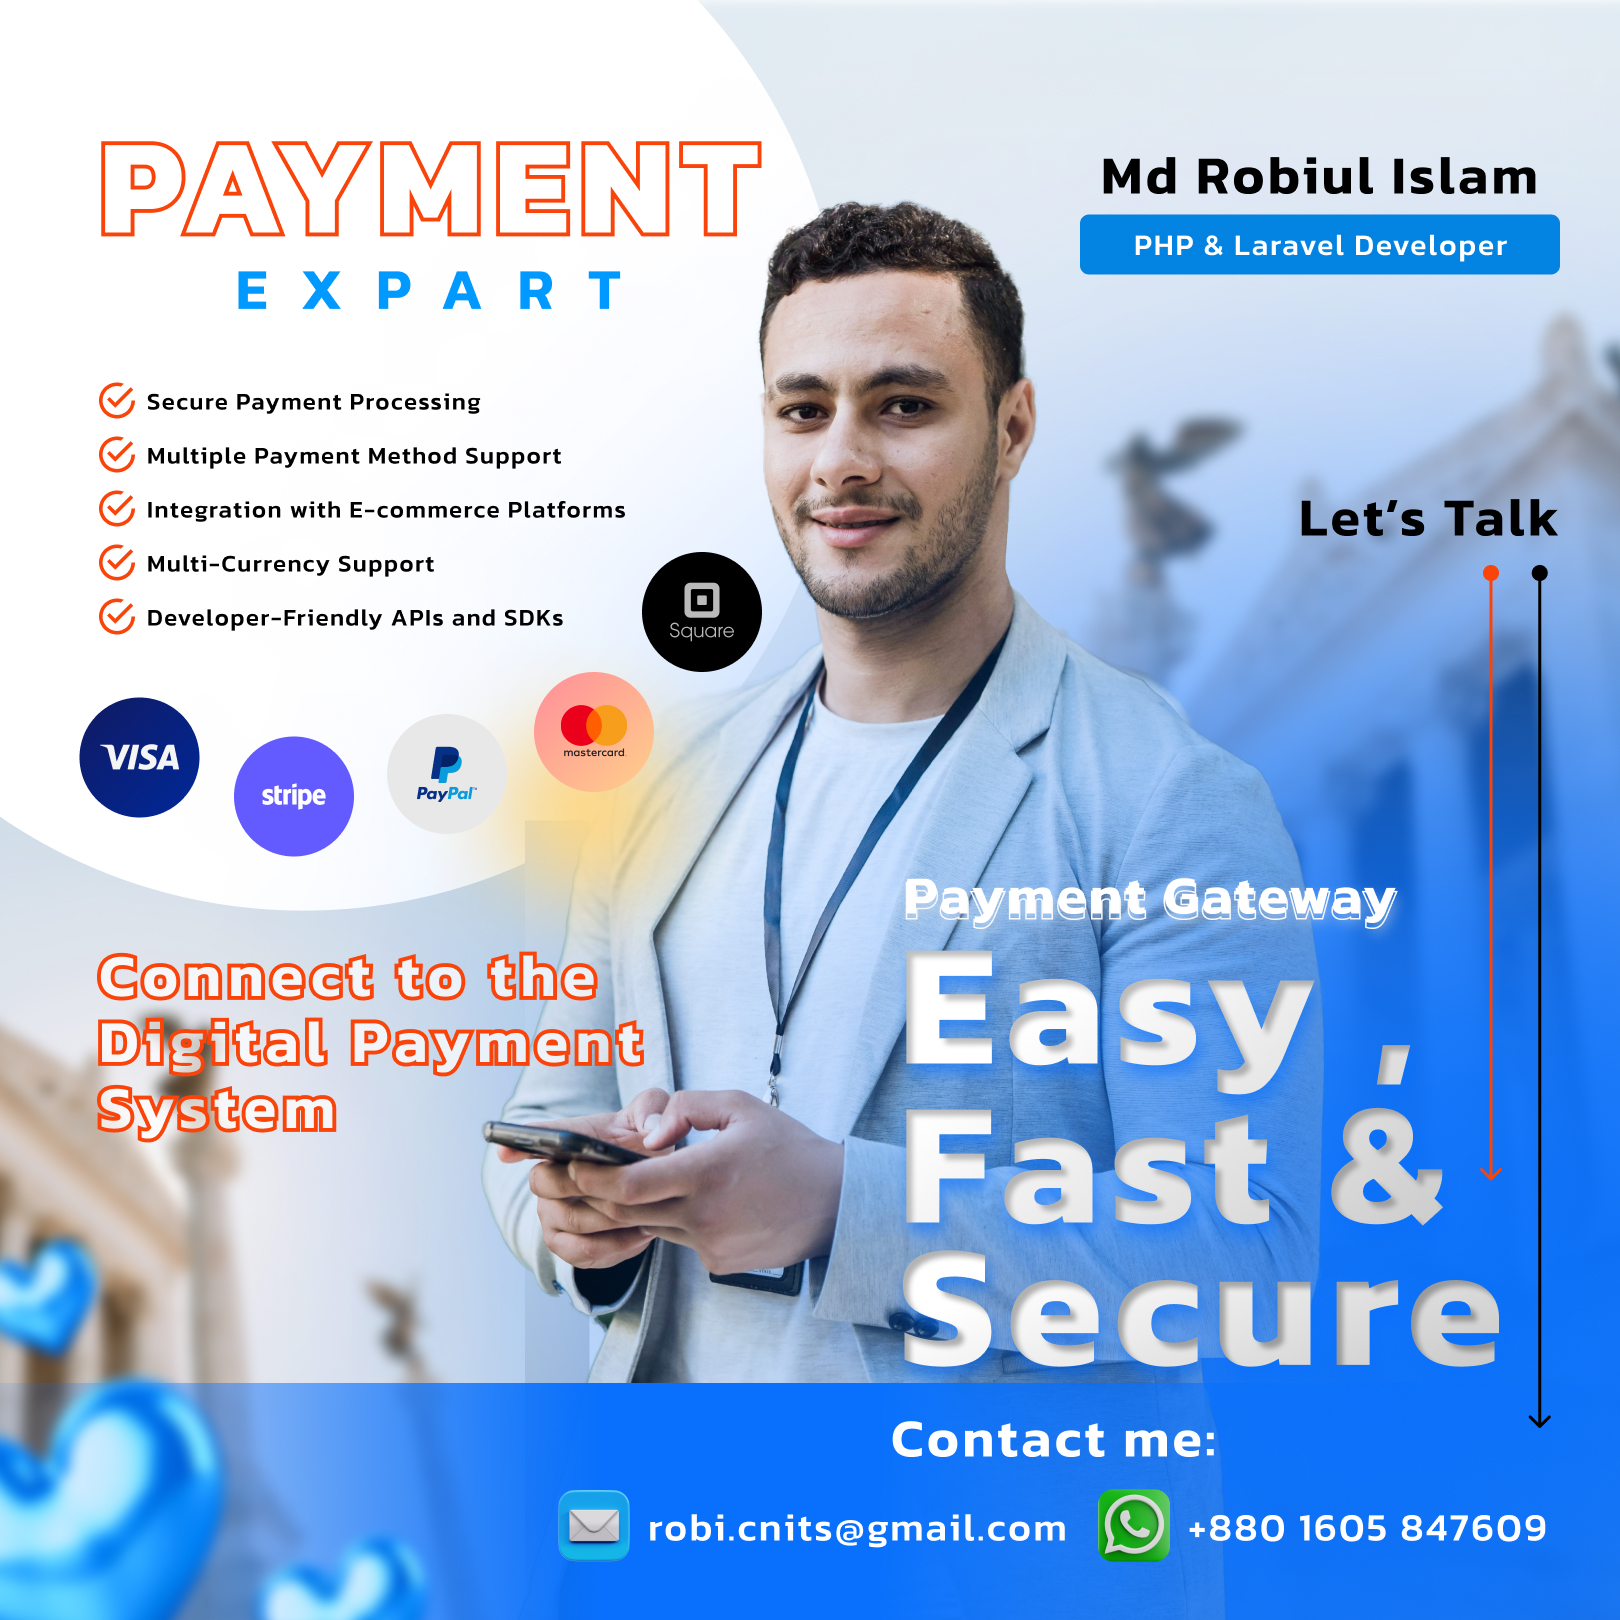 PAYMENT
EXPART
Md Robiul Islam
PHP & Laravel Developer
Secure Payment Processing
Multiple Payment Method Support
Integration with E-commerce Platforms
Multi-Currency Support
Developer-Friendly APIs and SDKs
Let's Talk
Square
mastercard
VISA
stripe
PayPal
Connect to the
Digital Payment
System
Payment Gateway
Easy ,
Fast &
Secure
Contact me:
robi.cnits@gmail.com
+880 1605 847609